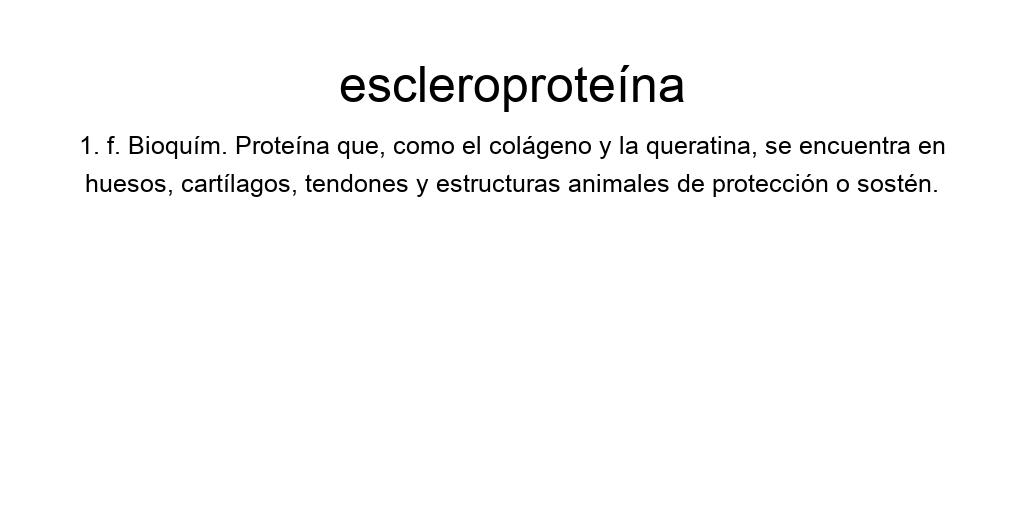 escleroproteína
1. f. Bioquím. Proteína que, como el colágeno y la queratina, se encuentra en
huesos, cartílagos, tendones y estructuras animales de protección o sostén.